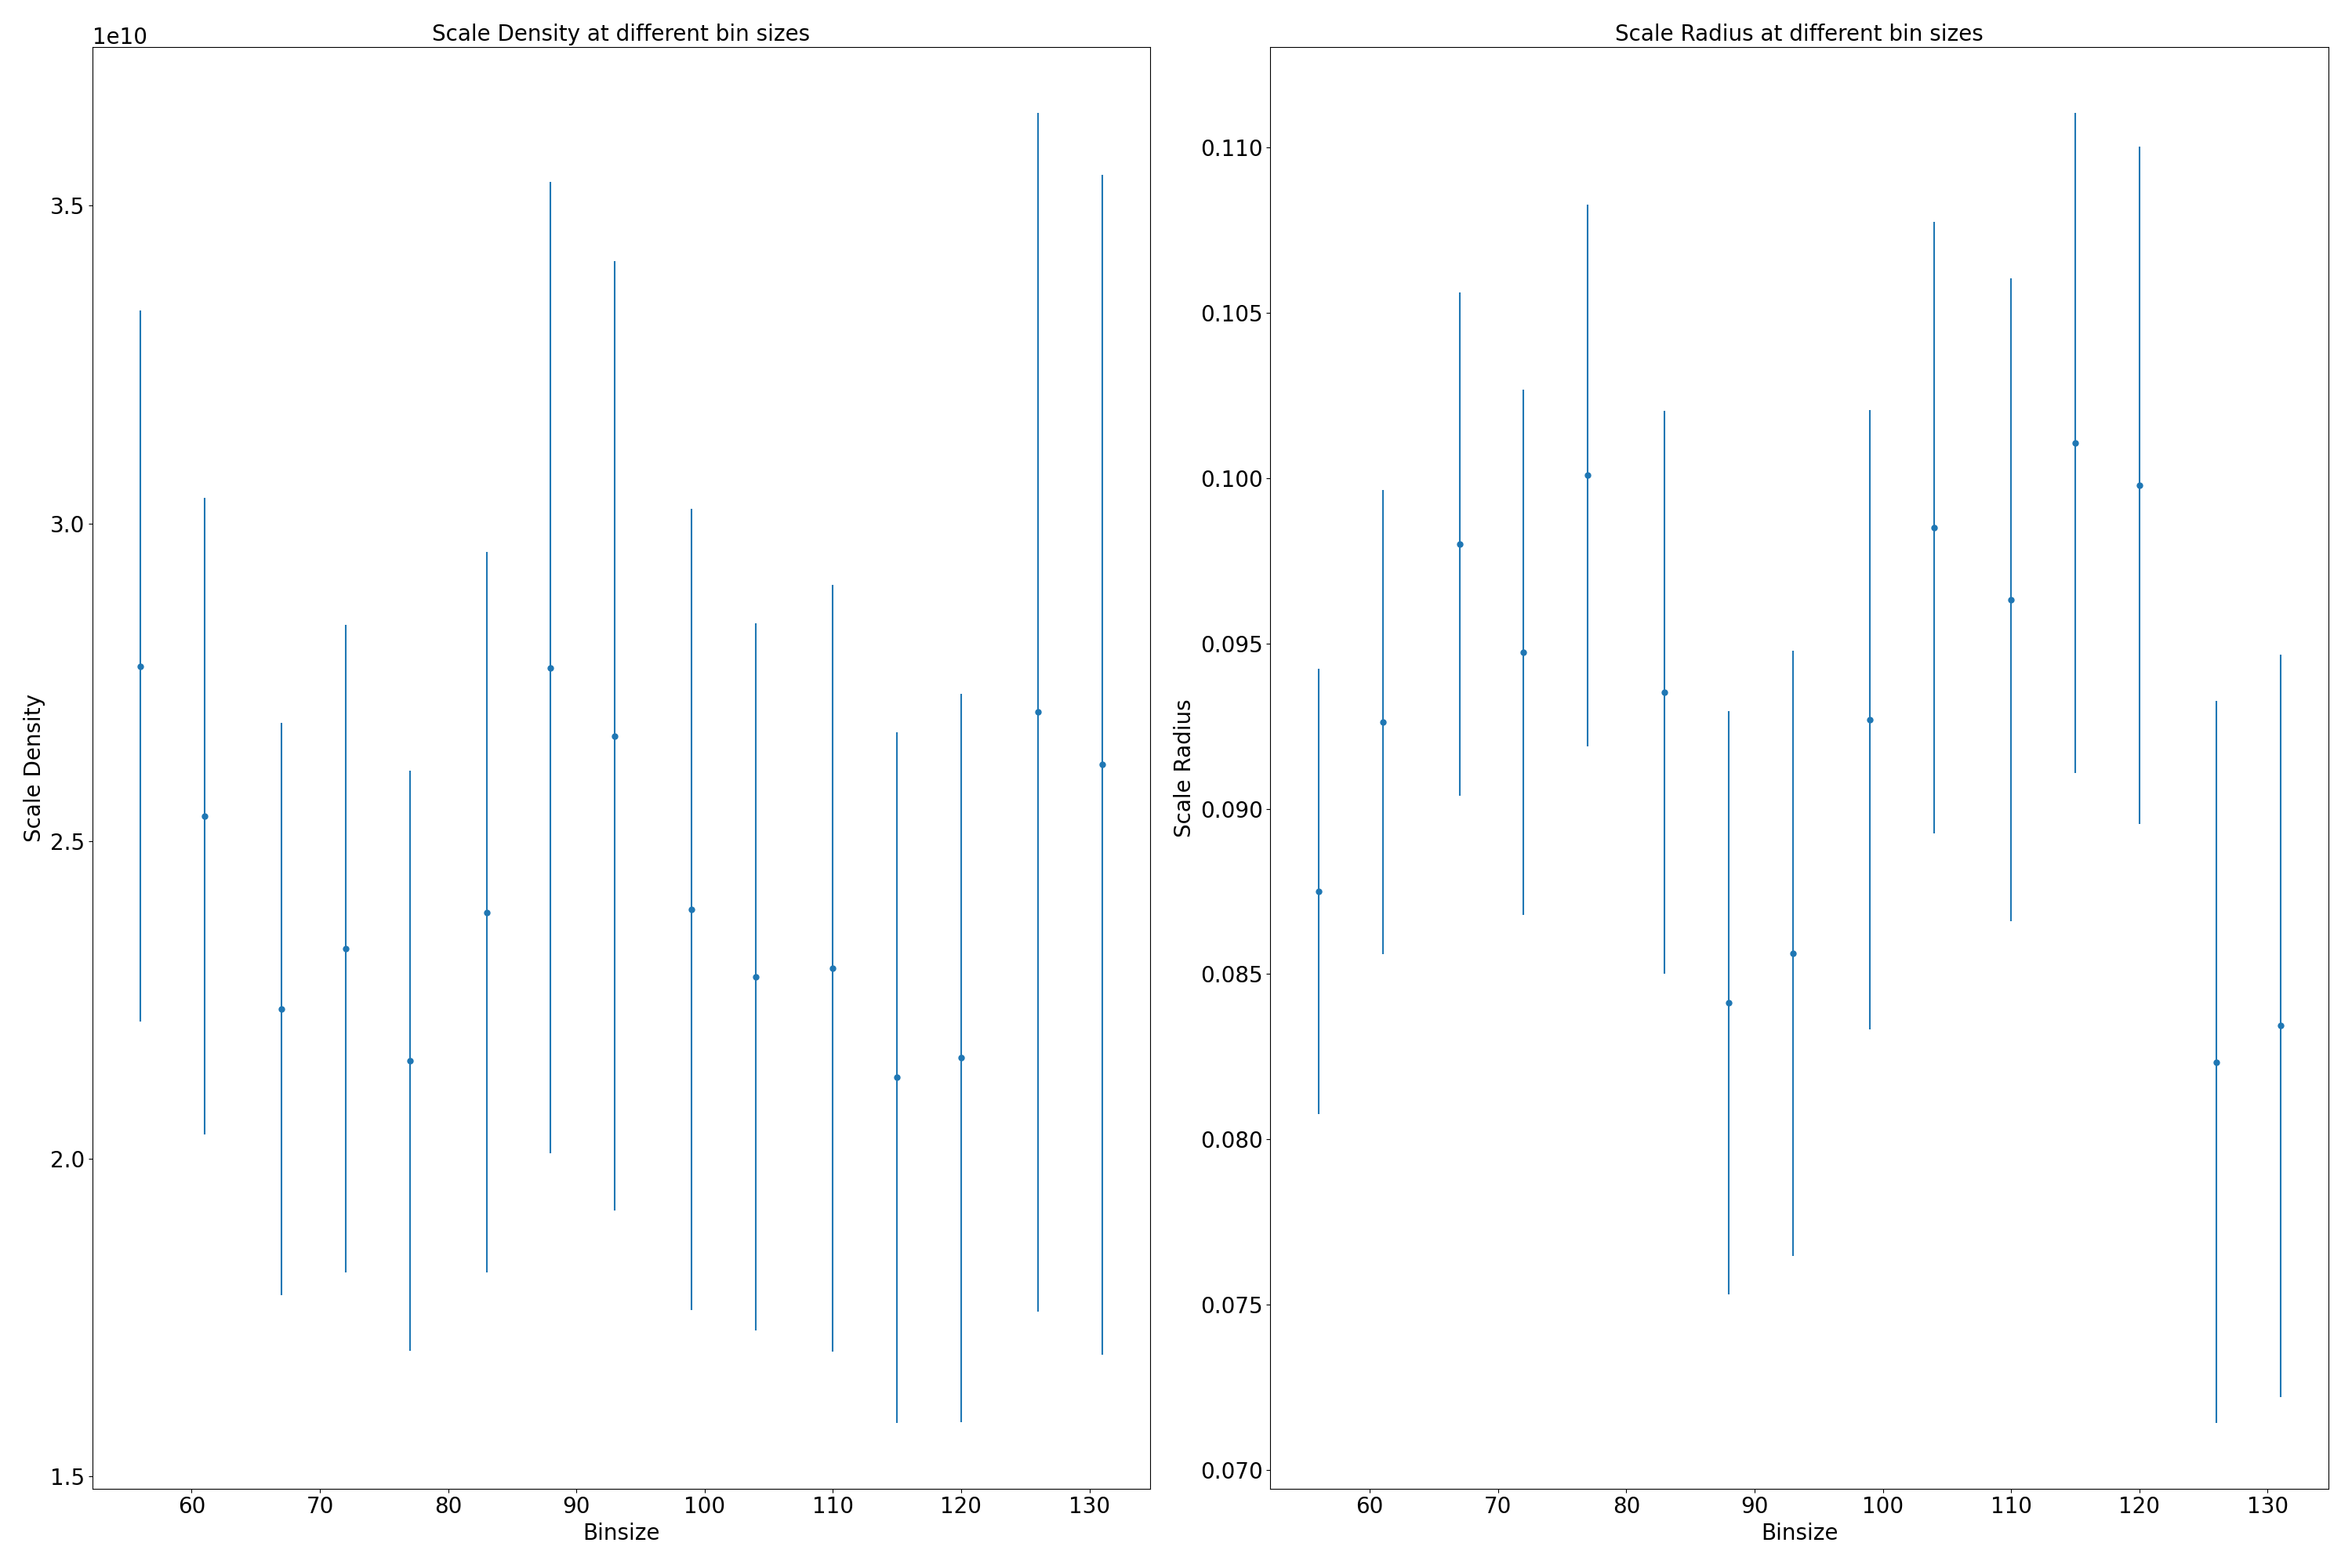 Scale Density at different bin sizes
1e10
3.5
3.0
2.5
2.0
1.5
Scale Density
60 70 80 90 100 110 120 130
Binsize
Scale Radius at different bin sizes
0.110
0.105
0.100
0.095
0.090
0.085
0.080
0.075
0.070
Scale Radius
60 70 80 90 100 110 120 130
Binsize